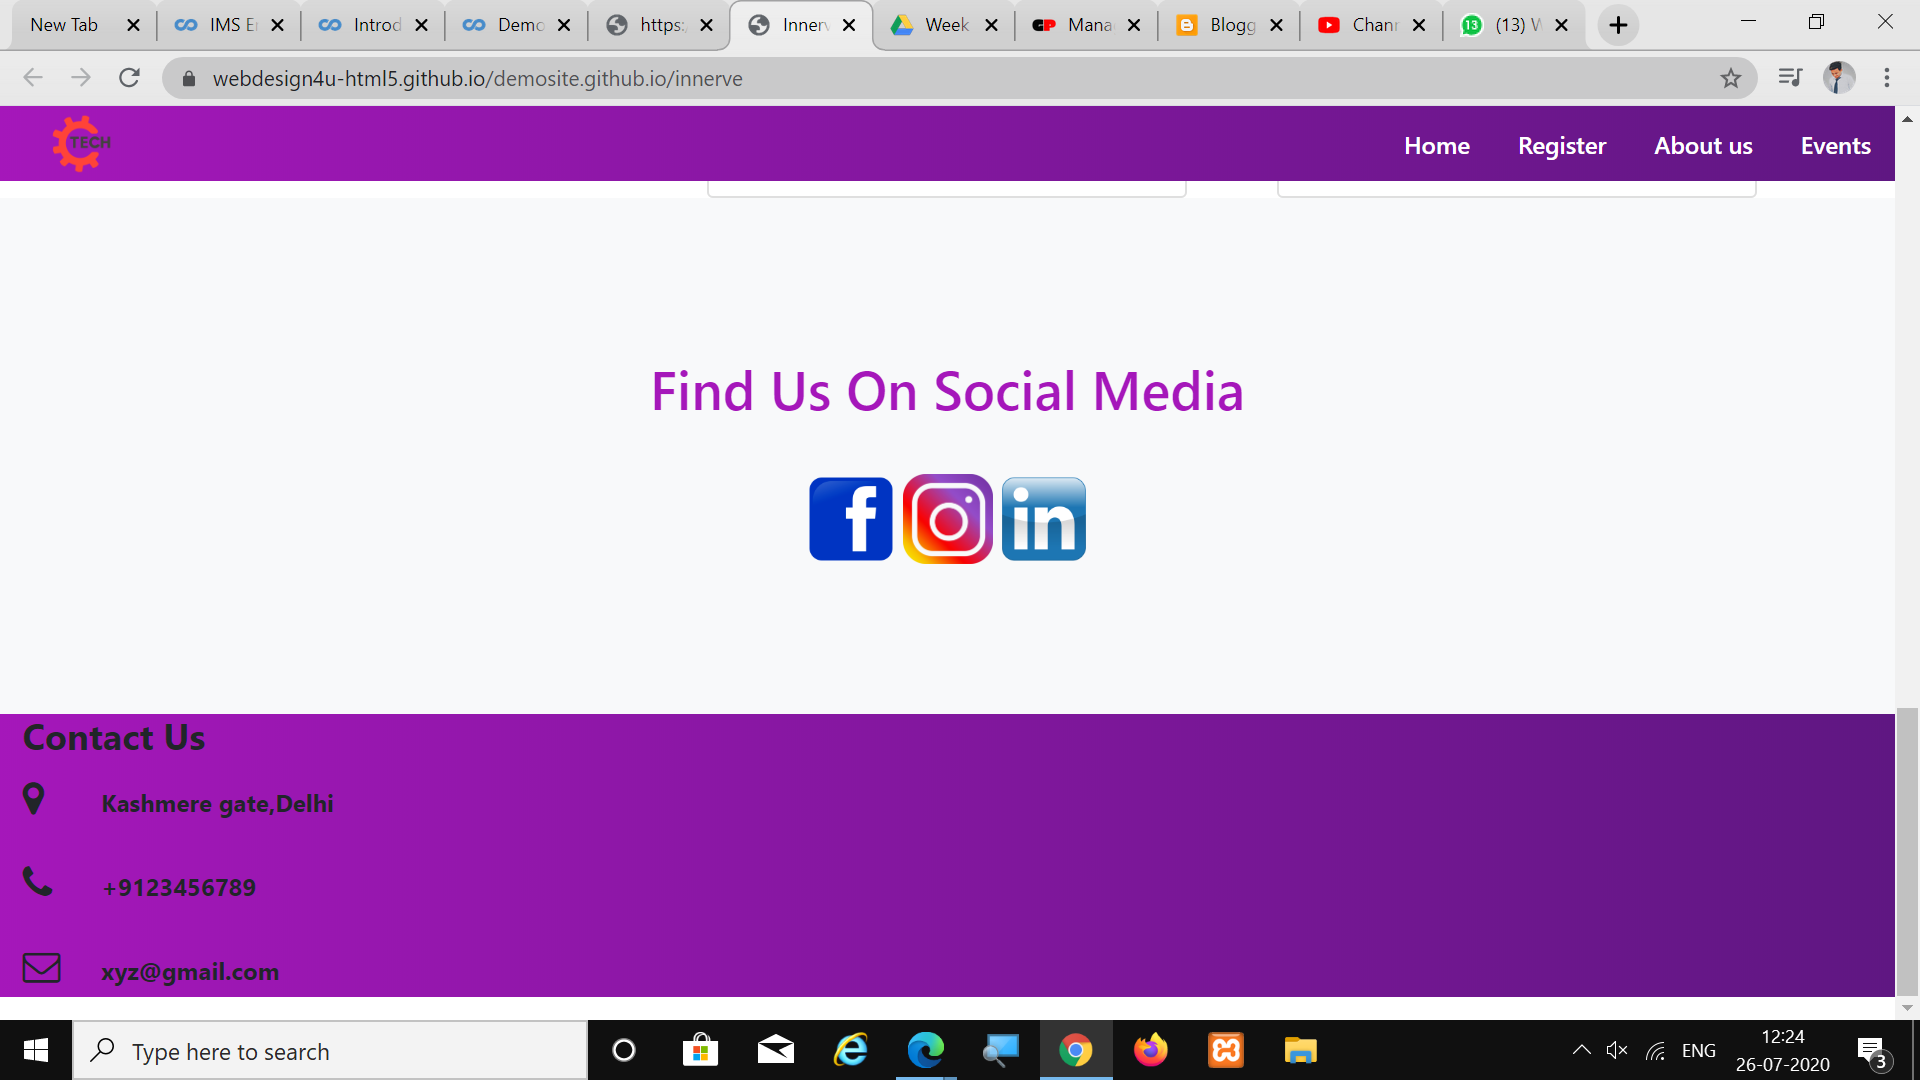 New Tab
IMS E
Introd
Demo
https:
Innerv
Week
Mana
Blogg
Chann
(13) W
webdesign4u-html5.github.io/demosite.github.io/innerve
TECH
Home
Register
About us
Events
Find Us On Social Media
f
in
Contact Us
Kashmere gate,Delhi
+9123456789
xyz@gmail.com
Type here to search
ENG
12:24
26-07-2020
3